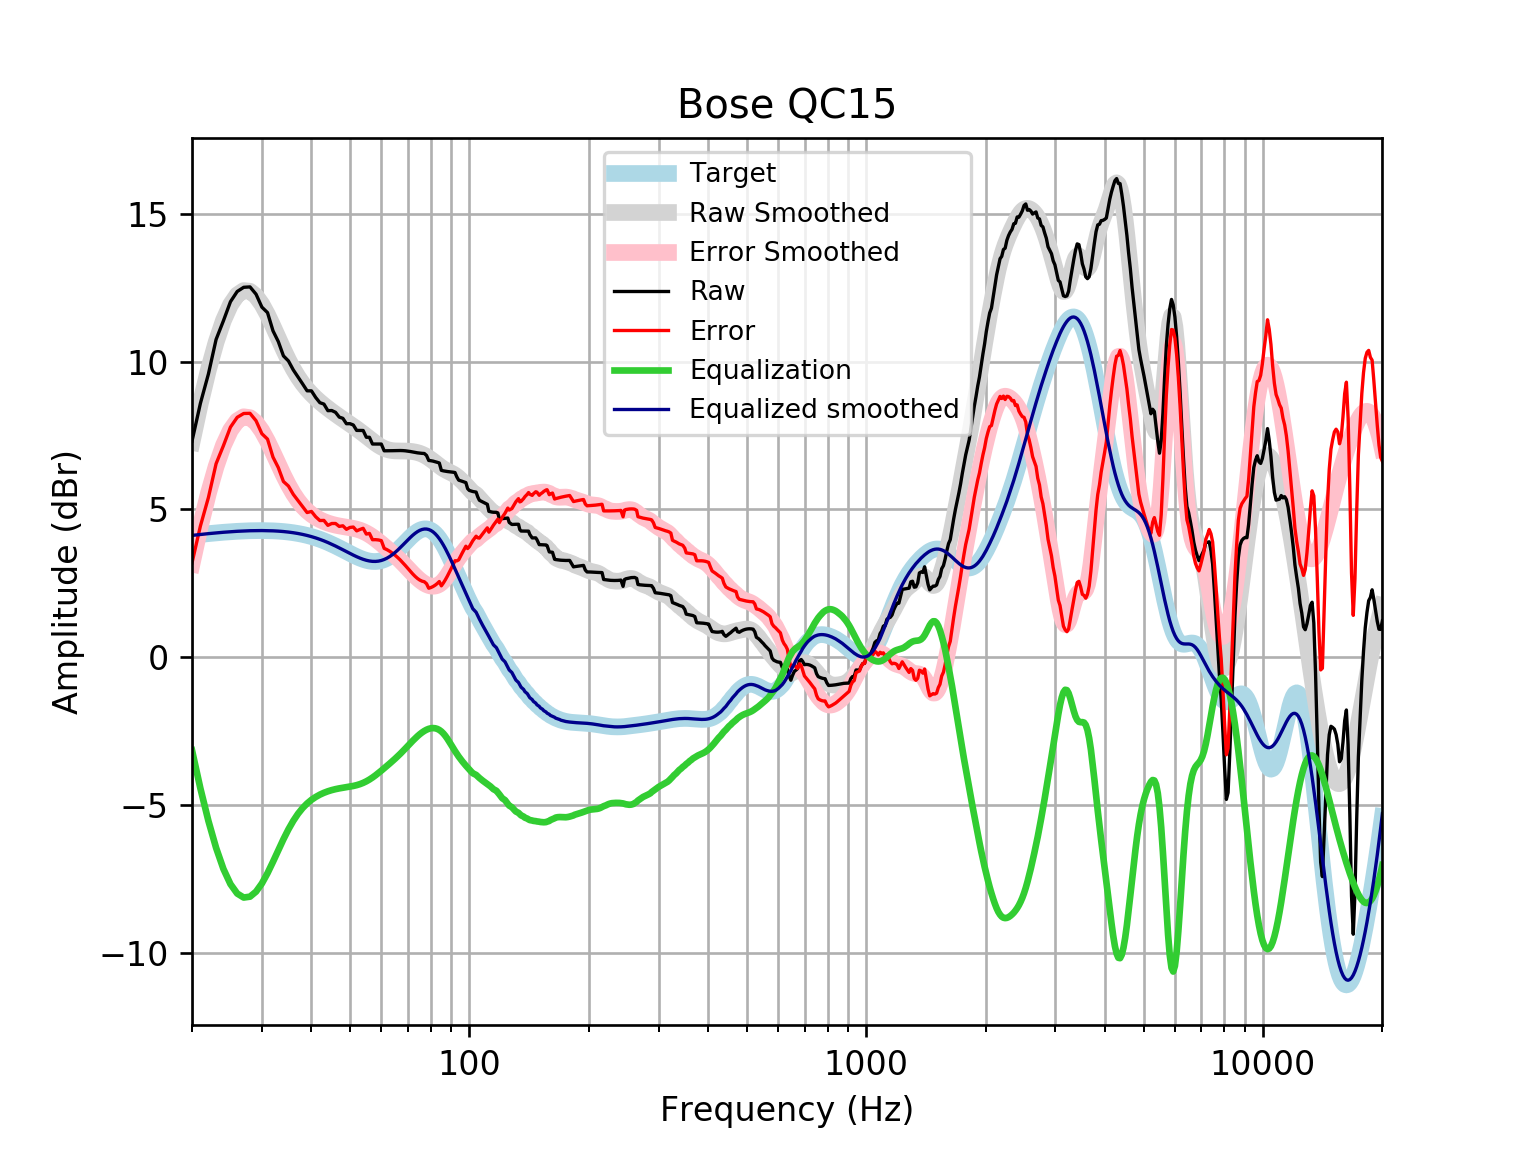 Bose QC15
Target
Raw Smoothed
Error Smoothed
Raw
Error
Equalization
Equalized smoothed
15
10
5
0
−5
−10
Amplitude (dBr)
100
1000
10000
Frequency (Hz)